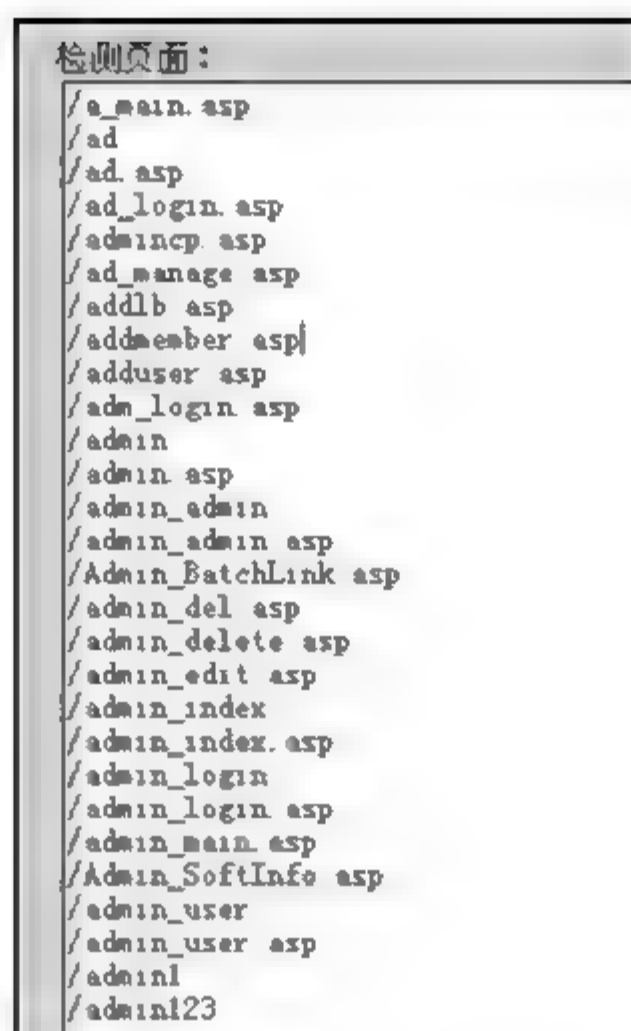 检测页面：
/a_main.asp
/ad
/ad.asp
/ad_login.asp
/admincp.asp
/ad_manage.asp
/addlb.asp
/addmember.asp
/adduser.asp
/adm_login.asp
/admin
/admin.asp
/admin_admin
/admin_admin.asp
/Admin_BatchLink.asp
/admin_del.asp
/admin_delete.asp
/admin_edit.asp
/admin_index
/admin_index.asp
/admin_login
/admin_login.asp
/admin_main.asp
/Admin_SoftInfo.asp
/admin_user
/admin_user.asp
/admin1
/admin123